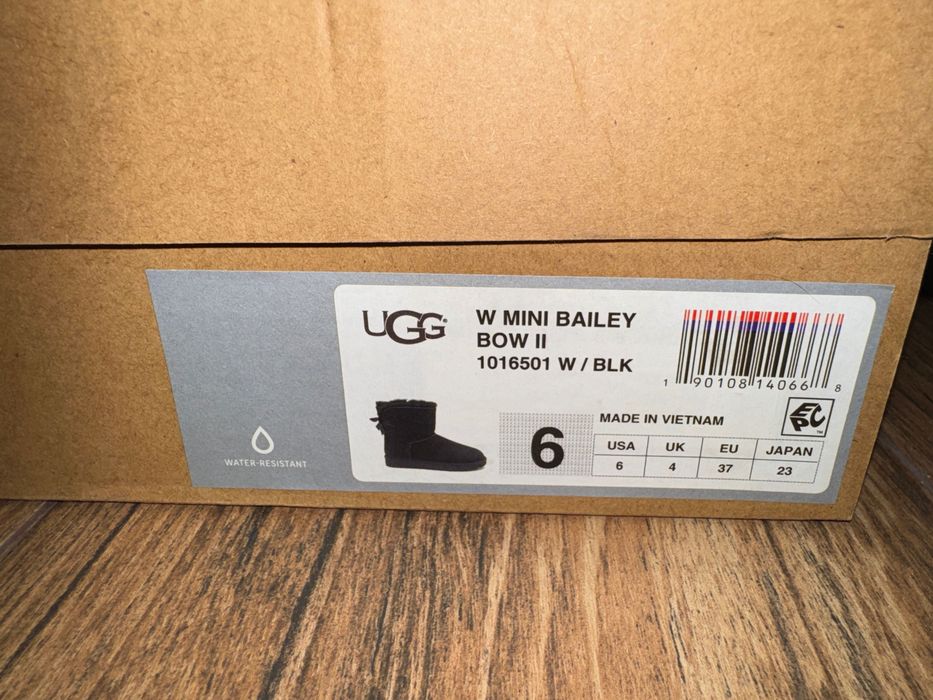 UGG®
W MINI BAILEY
BOW II
1016501 W / BLK
1 90108 14066 8
WATER-RESISTANT
6
MADE IN VIETNAM
EPC™
USA UK EU JAPAN
6 4 37 23